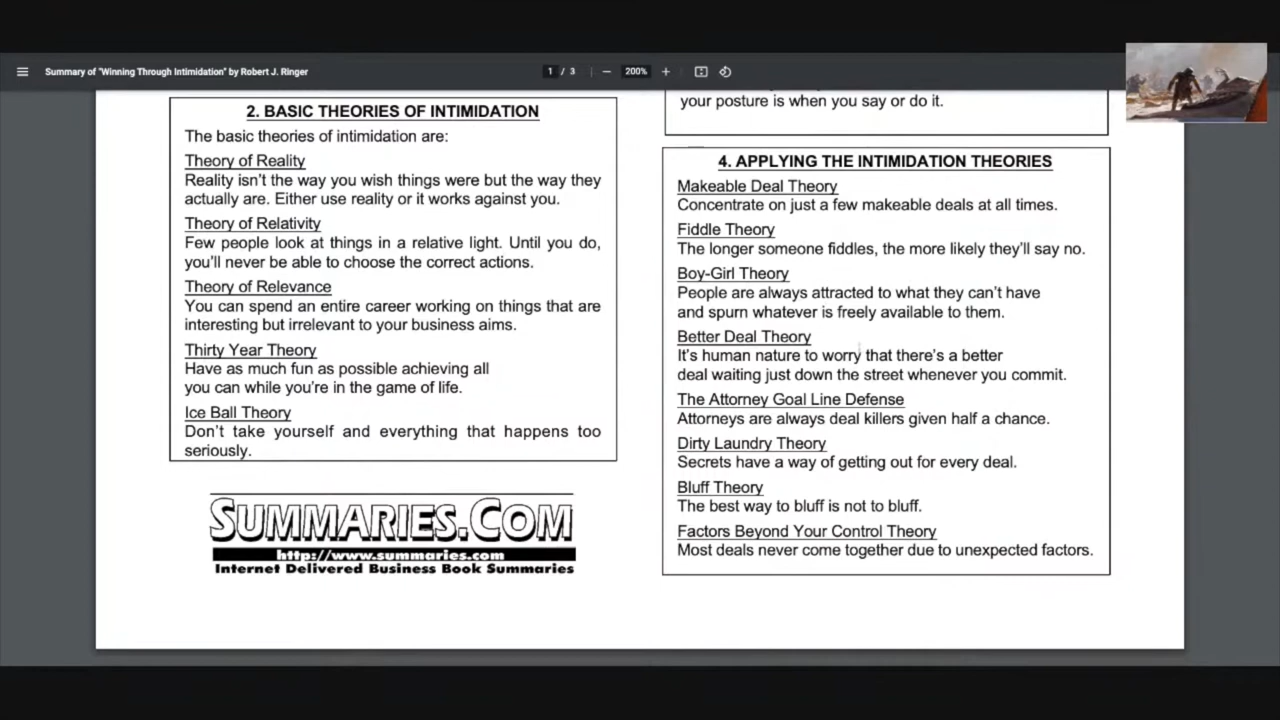 Summary of "Winning Through Intimidation" by Robert J. Ringer
1 / 3
200%
2. BASIC THEORIES OF INTIMIDATION
The basic theories of intimidation are:
Theory of Reality
Reality isn't the way you wish things were but the way they
actually are. Either use reality or it works against you.
Theory of Relativity
Few people look at things in a relative light. Until you do,
you'll never be able to choose the correct actions.
Theory of Relevance
You can spend an entire career working on things that are
interesting but irrelevant to your business aims.
Thirty Year Theory
Have as much fun as possible achieving all
you can while you're in the game of life.
Ice Ball Theory
Don't take yourself and everything that happens too
seriously.
SUMMARIES.COM
http://www.summaries.com
Internet Delivered Business Book Summaries
your posture is when you say or do it.
4. APPLYING THE INTIMIDATION THEORIES
Makeable Deal Theory
Concentrate on just a few makeable deals at all times.
Fiddle Theory
The longer someone fiddles, the more likely they'll say no.
Boy-Girl Theory
People are always attracted to what they can't have
and spurn whatever is freely available to them.
Better Deal Theory
It's human nature to worry that there's a better
deal waiting just down the street whenever you commit.
The Attorney Goal Line Defense
Attorneys are always deal killers given half a chance.
Dirty Laundry Theory
Secrets have a way of getting out for every deal.
Bluff Theory
The best way to bluff is not to bluff.
Factors Beyond Your Control Theory
Most deals never come together due to unexpected factors.